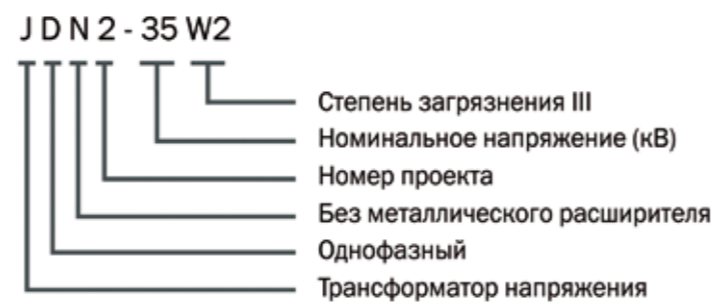 JDN2-35W2
Степень загрязнения III
Номинальное напряжение (кВ)
Номер проекта
Без металлического расширителя
Однофазный
Трансформатор напряжения